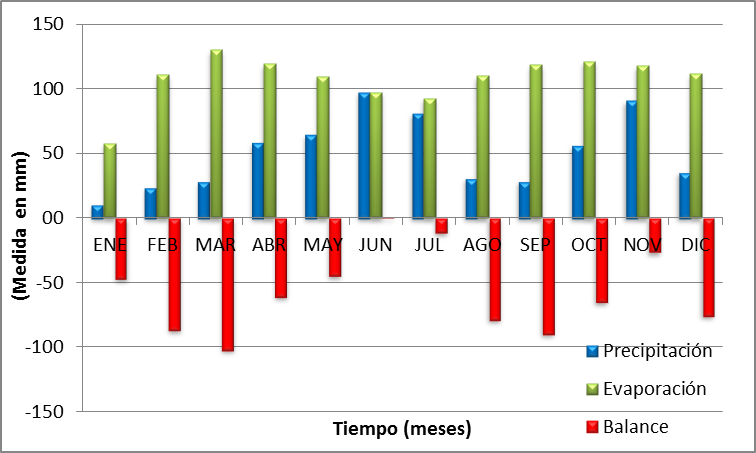 150
100
50
00
-50
-100
-150
(Medida en mm)
ENE FEB MAR ABR MAY JUN JUL AGO SEP OCT NOV DIC
Precipitación
Evaporación
Balance
Tiempo (meses)